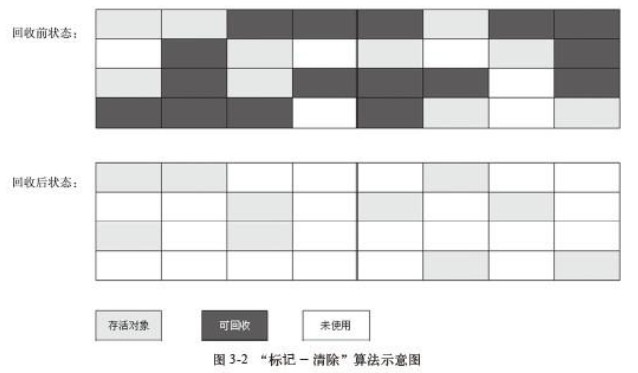 回收前状态：
回收后状态：
存活对象
可回收
未使用
图 3-2 “标记－清除”算法示意图